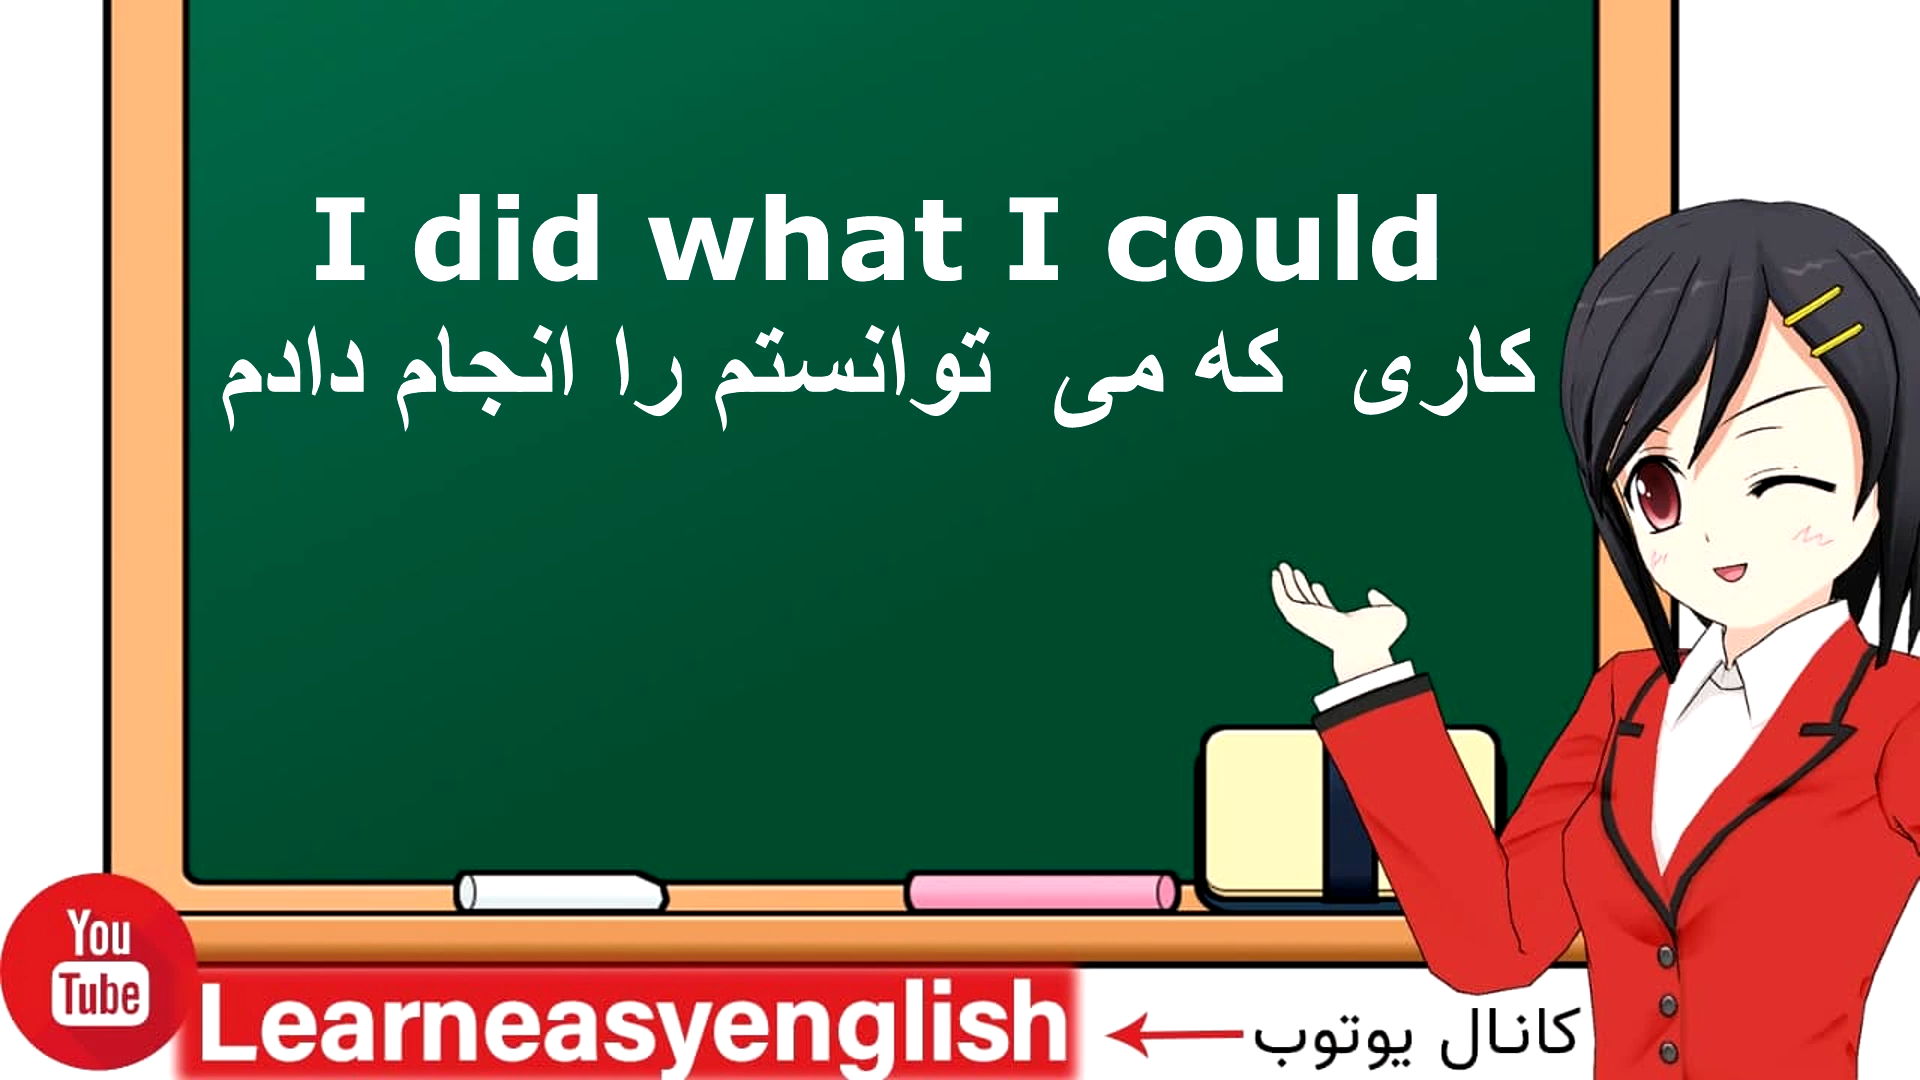 I did what I could
کاری که می توانستم را انجام دادم
You
Tube
Learneasyenglish
کانال یوتوب